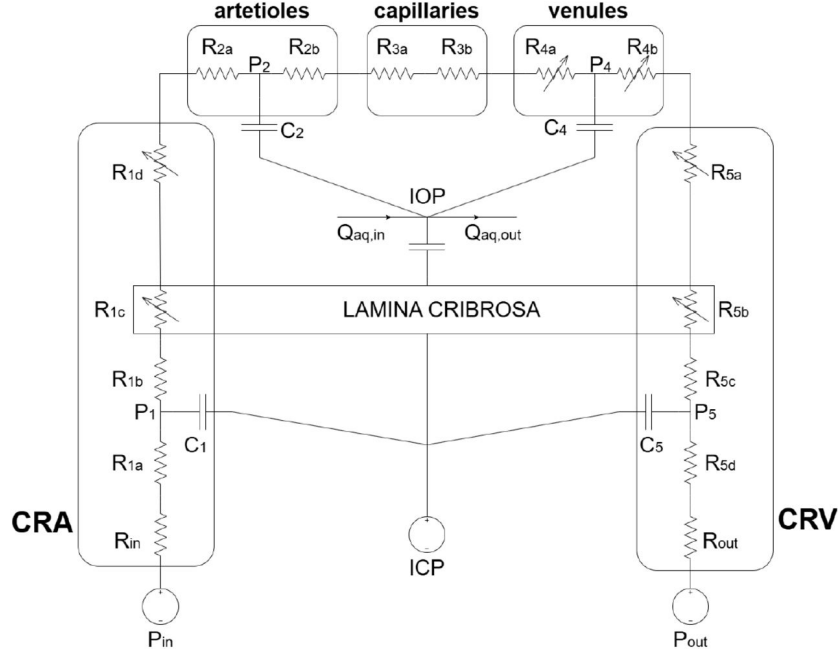 artetioles capillaries venules
R2a P2 R2b R3a R3b R4a P4 R4b
C2 C4
R1d R5a
IOP
Qaq,in Qaq,out
R1c LAMINA CRIBROSA R5b
R1b R5c
P1 C1 C5 P5
R1a R5d
CRA CRV
Rin Rout
ICP
Pin Pout
+ - + - + -